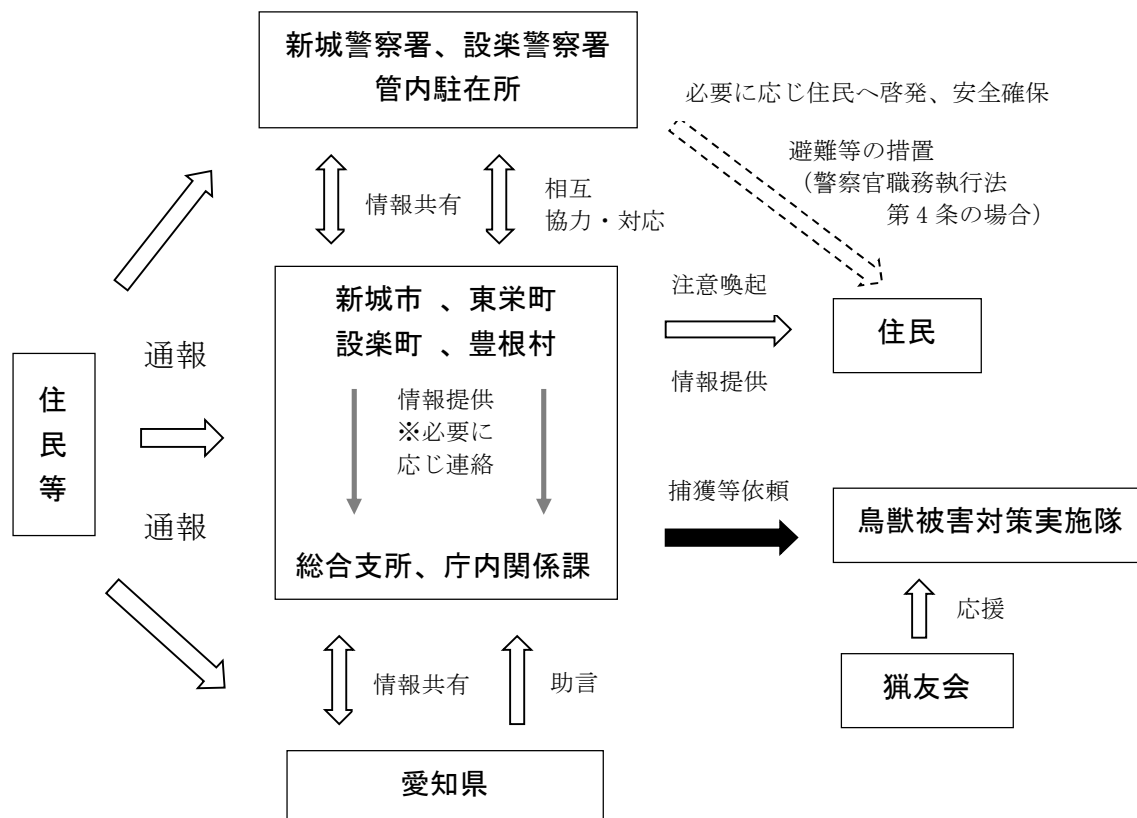 新城警察署、設楽警察署
管内駐在所
必要に応じ住民へ啓発、安全確保
避難等の措置
（警察官職務執行法
第4条の場合）
情報共有
相互
協力・対応
新城市 、東栄町
設楽町 、豊根村
情報提供
※必要に
応じ連絡
総合支所、庁内関係課
注意喚起
情報提供
住民
通報
住民等
通報
捕獲等依頼
鳥獣被害対策実施隊
応援
猟友会
情報共有
助言
愛知県